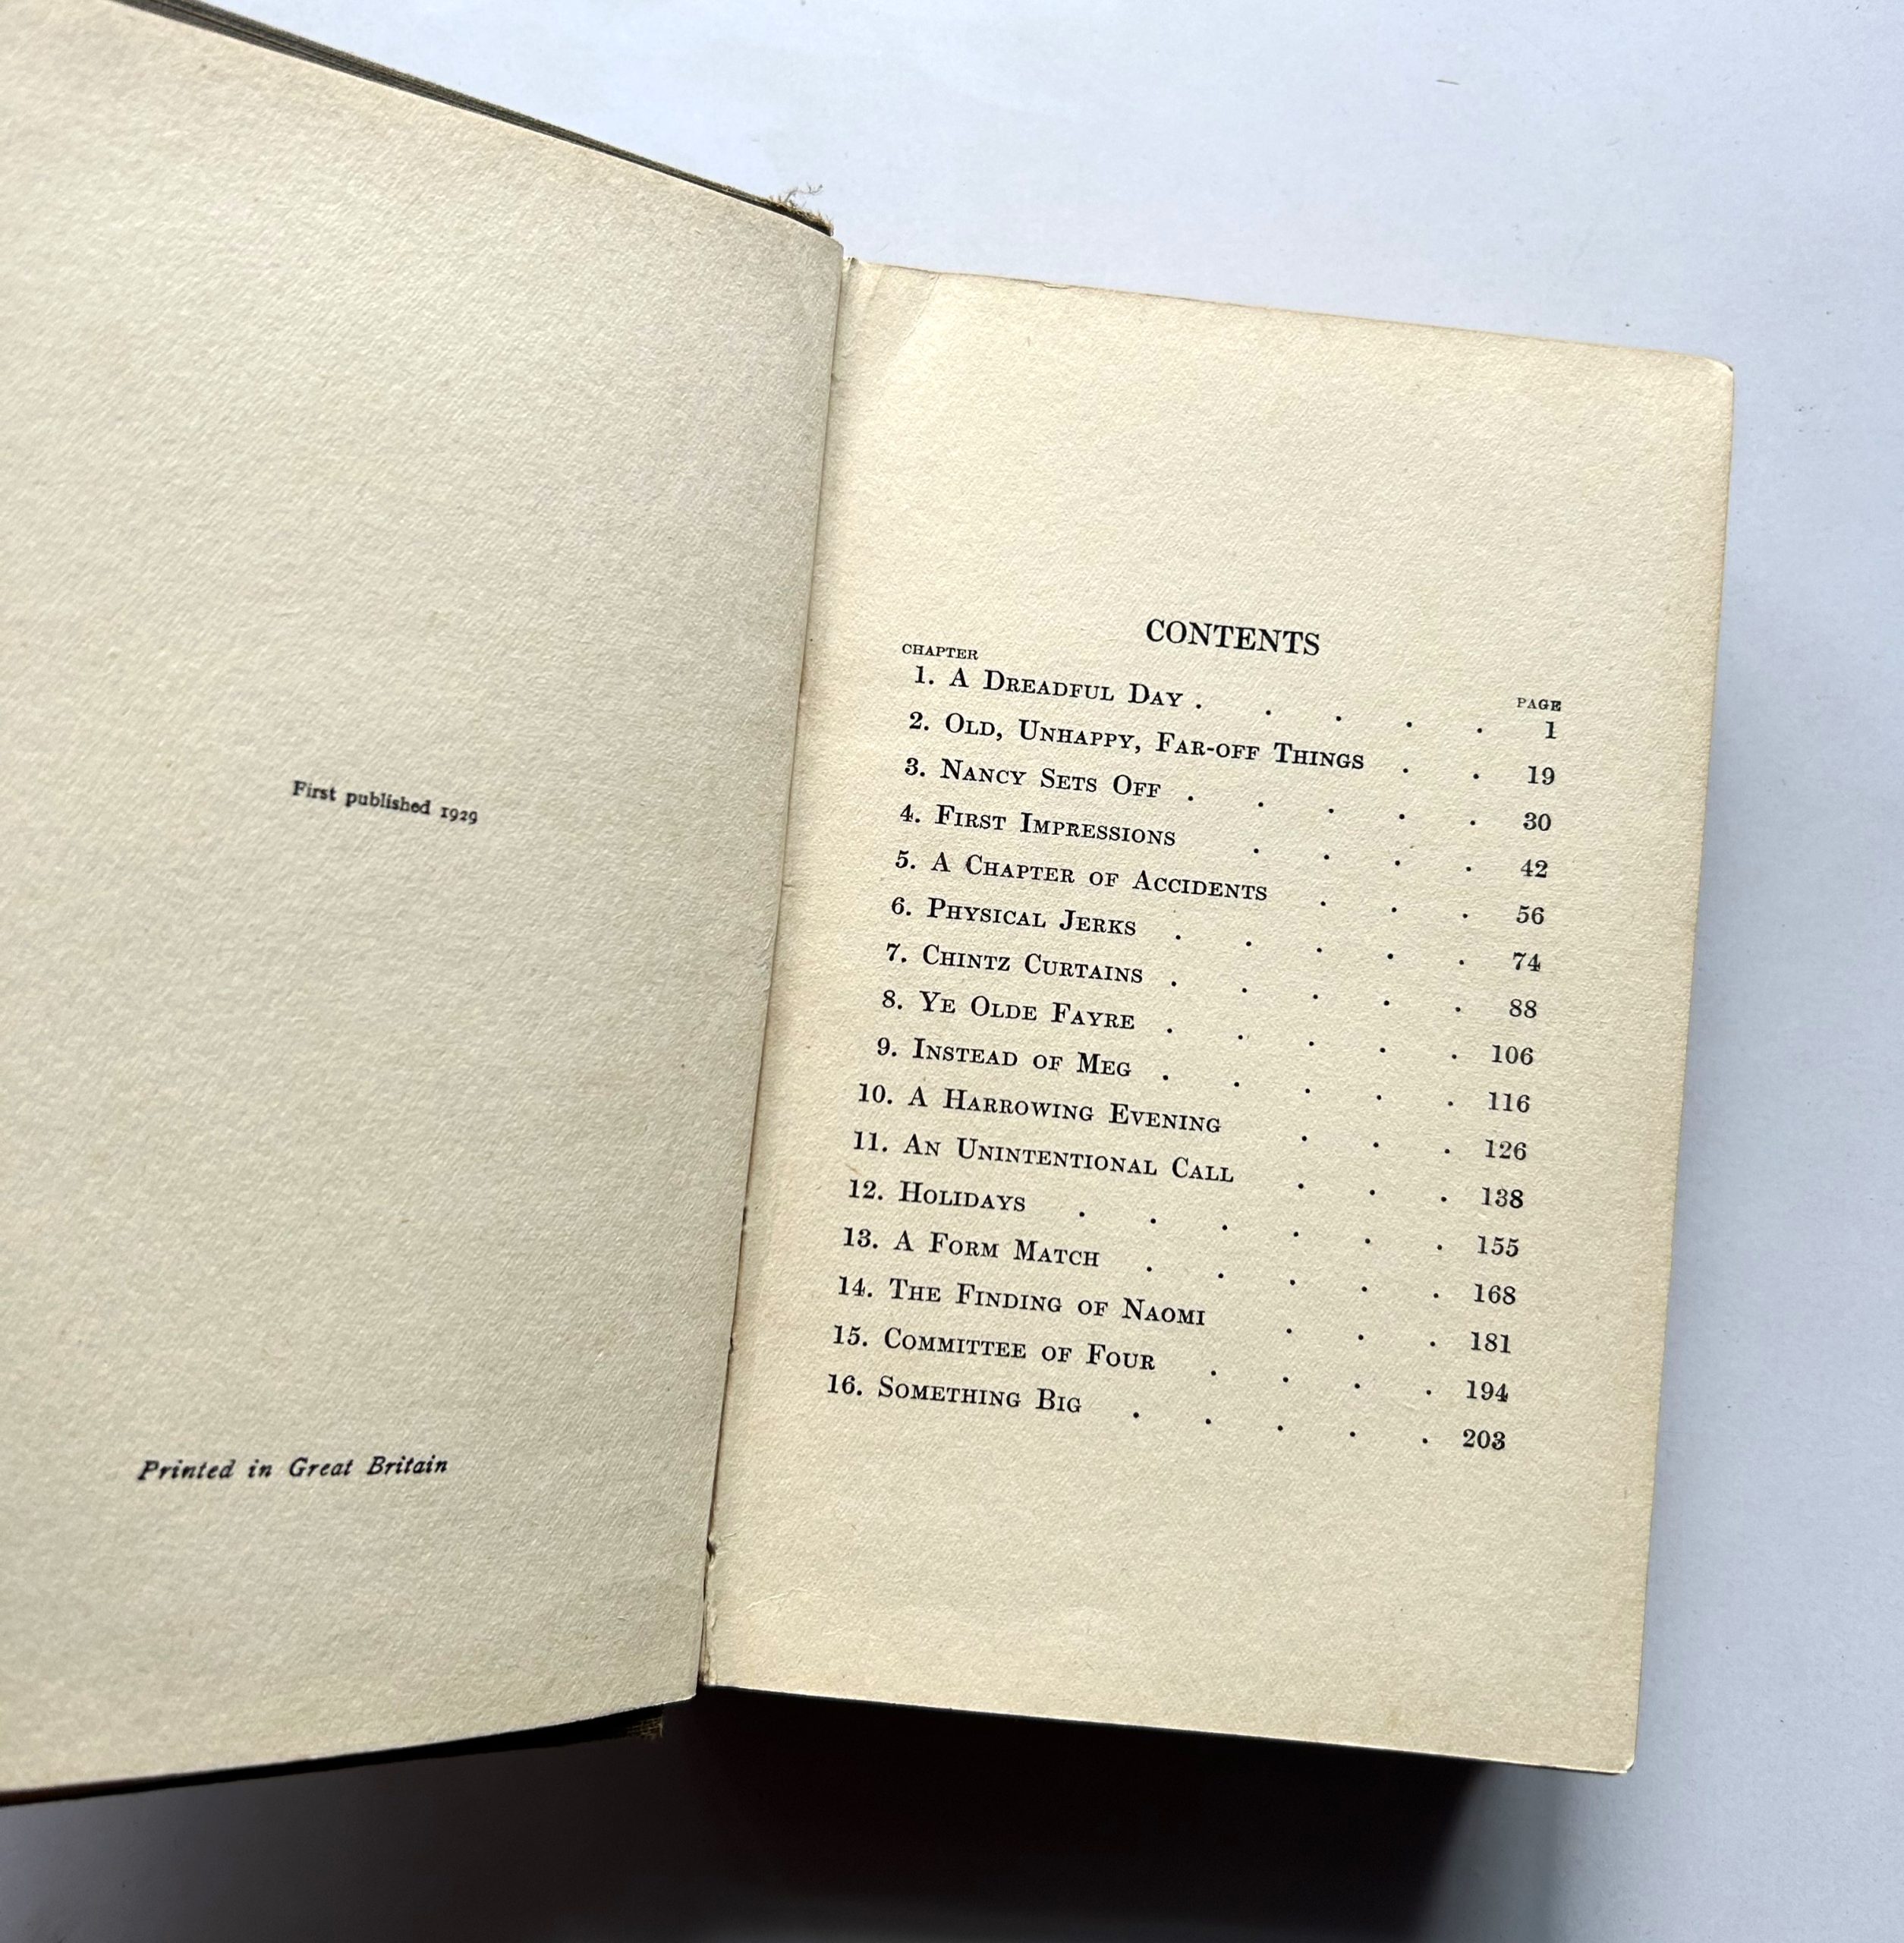 First published 1929
Printed in Great Britain
CONTENTS
CHAPTER PAGE
1. A Dreadful Day . . . . . 1
2. Old, Unhappy, Far-off Things . . 19
3. Nancy Sets Off . . . . . 30
4. First Impressions . . . . 42
5. A Chapter of Accidents . . . 56
6. Physical Jerks . . . . . 74
7. Chintz Curtains . . . . . 88
8. Ye Olde Fayre . . . . . 106
9. Instead of Meg . . . . . 116
10. A Harrowing Evening . . . 126
11. An Unintentional Call . . . 138
12. Holidays . . . . . . 155
13. A Form Match . . . . . 168
14. The Finding of Naomi . . . 181
15. Committee of Four . . . . 194
16. Something Big . . . . . 203